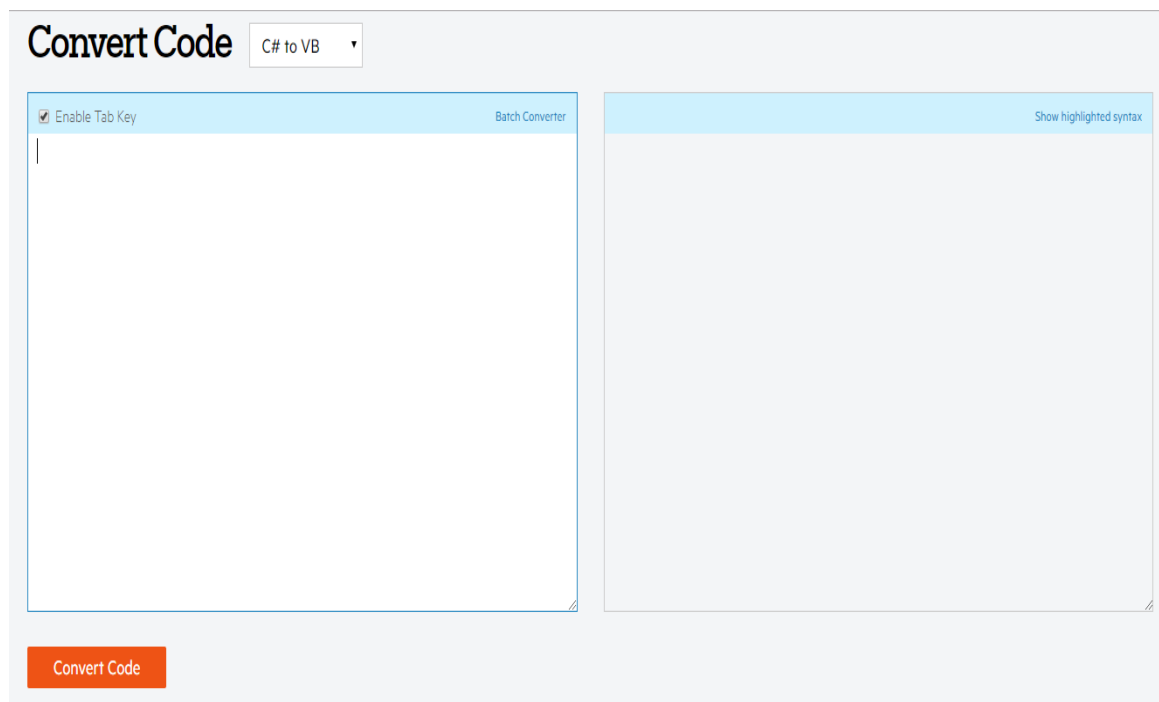 Convert Code
C# to VB
Enable Tab Key
Batch Converter
Show highlighted syntax
Convert Code